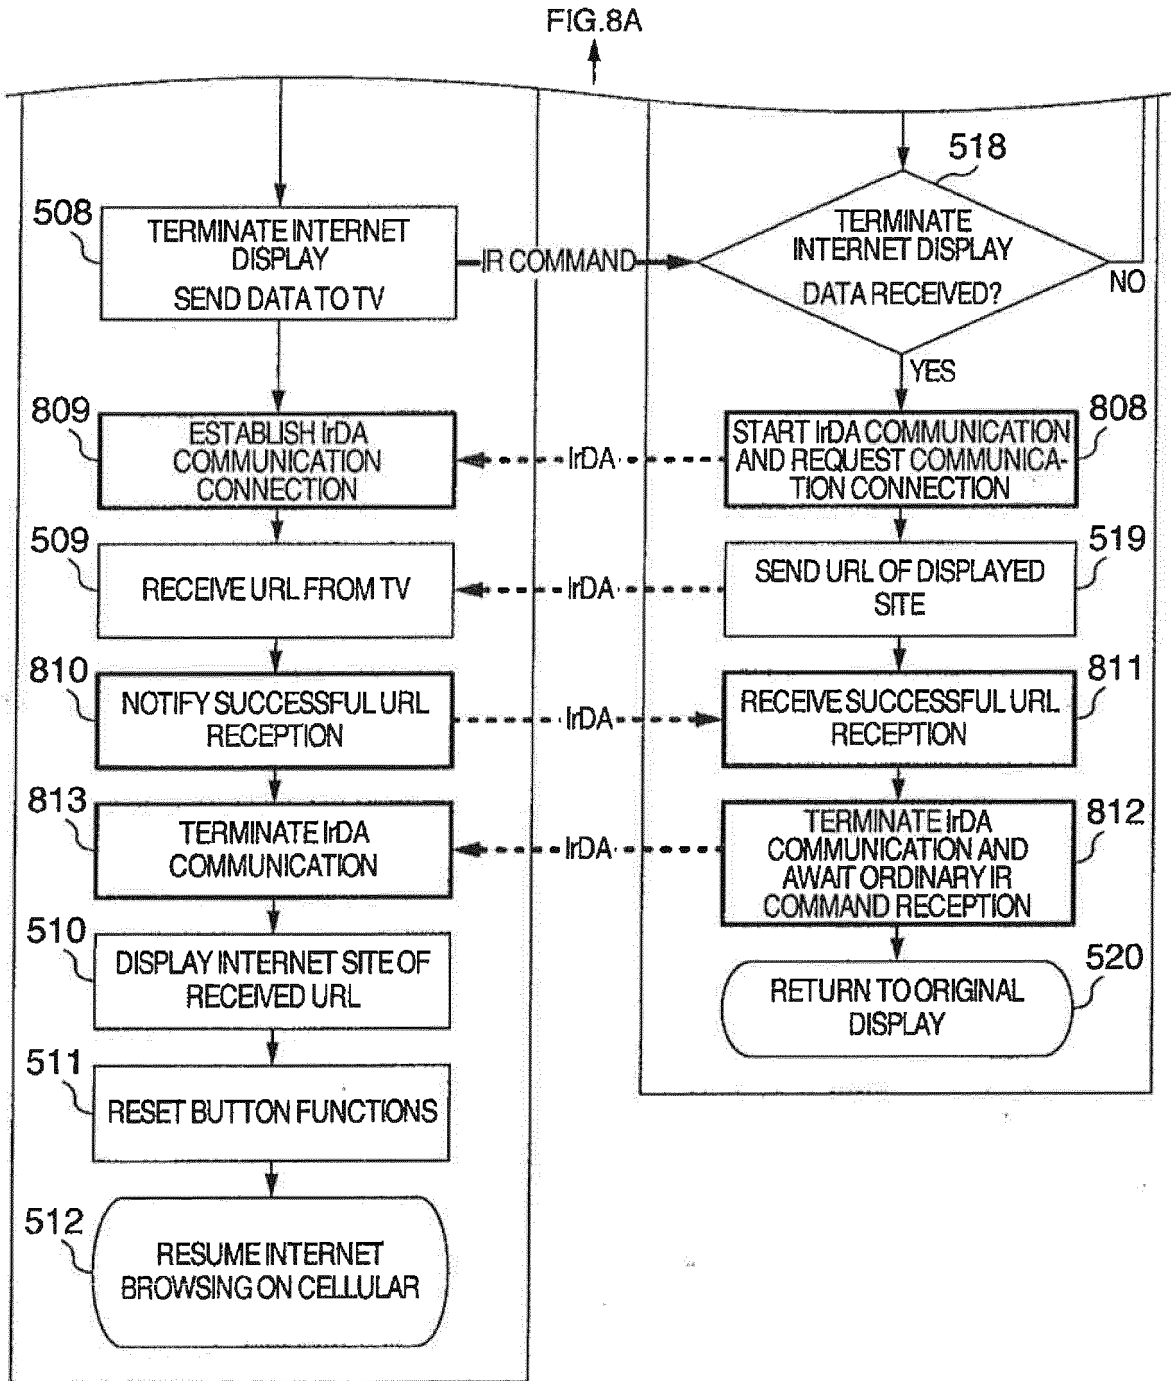 FIG.8A
508
TERMINATE INTERNET
DISPLAY
SEND DATA TO TV
IR COMMAND
518
TERMINATE
INTERNET DISPLAY
DATA RECEIVED?
NO
YES
809
ESTABLISH IrDA
COMMUNICATION
CONNECTION
IrDA
808
START IrDA COMMUNICATION
AND REQUEST COMMUNICA-
TION CONNECTION
509
RECEIVE URL FROM TV
IrDA
519
SEND URL OF DISPLAYED
SITE
810
NOTIFY SUCCESSFUL URL
RECEPTION
IrDA
811
RECEIVE SUCCESSFUL URL
RECEPTION
813
TERMINATE IrDA
COMMUNICATION
IrDA
812
TERMINATE IrDA
COMMUNICATION AND
AWAIT ORDINARY IR
COMMAND RECEPTION
510
DISPLAY INTERNET SITE OF
RECEIVED URL
520
RETURN TO ORIGINAL
DISPLAY
511
RESET BUTTON FUNCTIONS
512
RESUME INTERNET
BROWSING ON CELLULAR